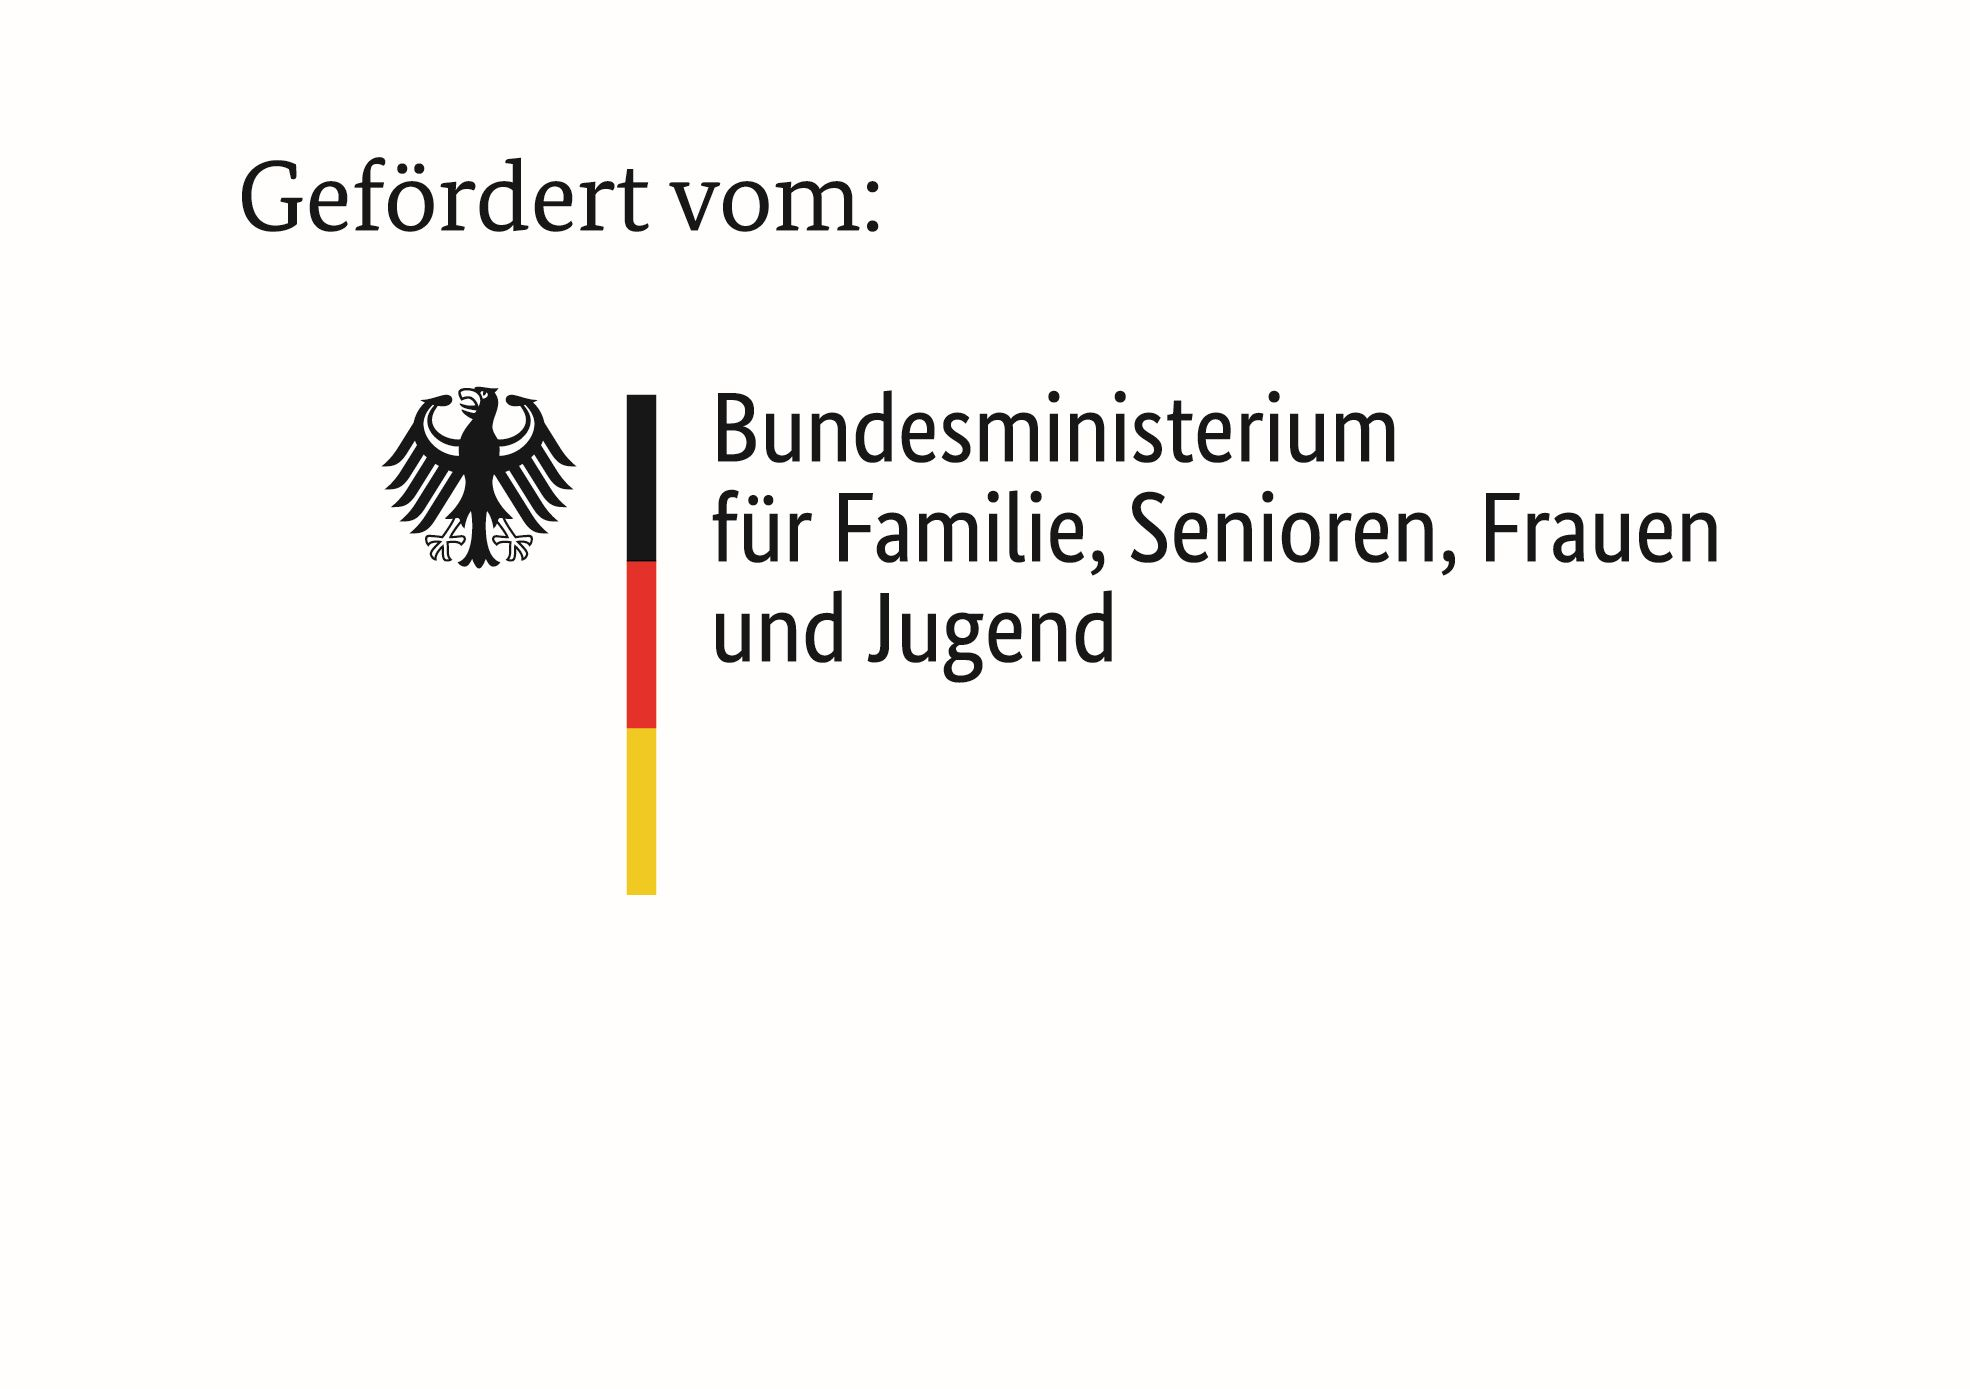 Gefördert vom:
Bundesministerium
für Familie, Senioren, Frauen
und Jugend